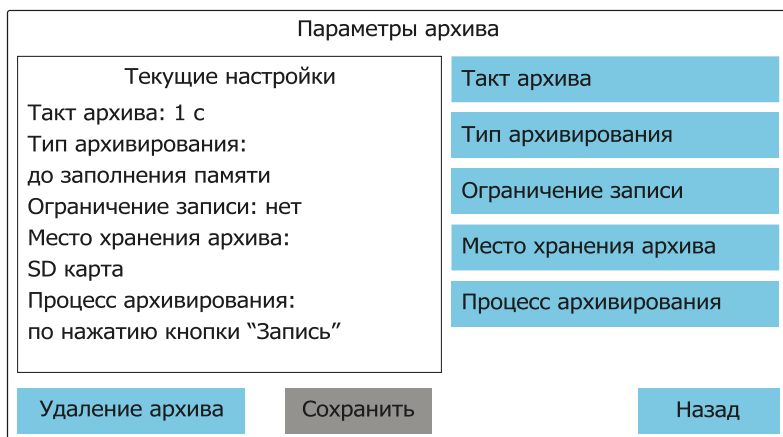 Параметры архива
Текущие настройки
Такт архива: 1 с
Тип архивирования:
до заполнения памяти
Ограничение записи: нет
Место хранения архива:
SD карта
Процесс архивирования:
по нажатию кнопки “Запись”
Такт архива
Тип архивирования
Ограничение записи
Место хранения архива
Процесс архивирования
Удаление архива
Сохранить
Назад